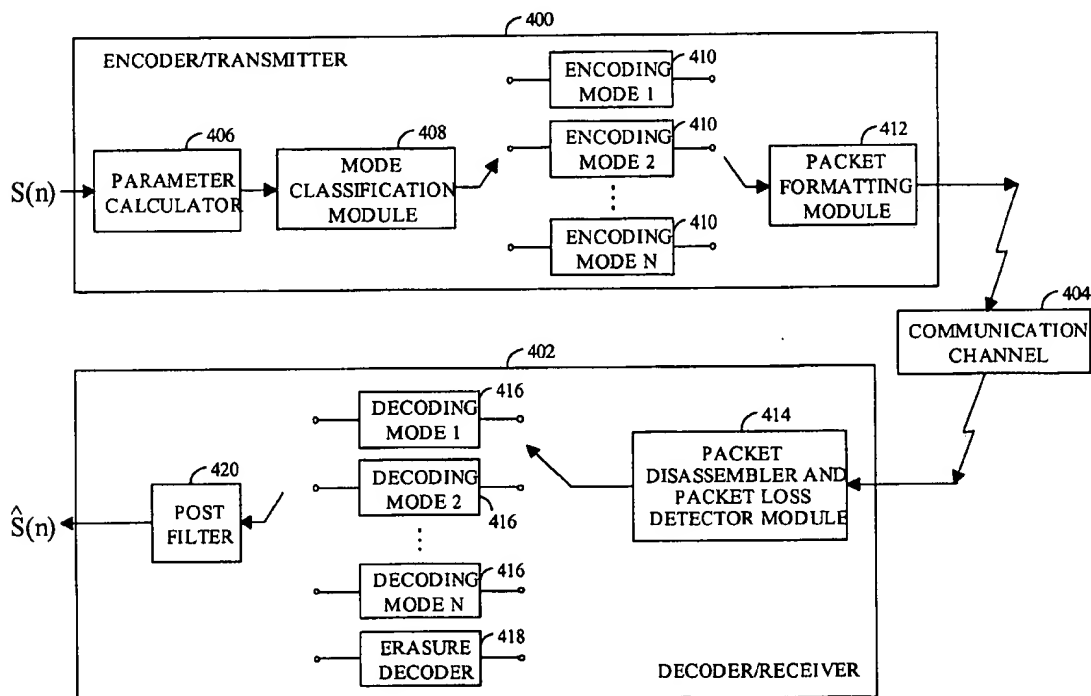 400
ENCODER/TRANSMITTER
410
ENCODING
MODE 1
406
408
410
412
S(n)
PARAMETER
CALCULATOR
MODE
CLASSIFICATION
MODULE
ENCODING
MODE 2
PACKET
FORMATTING
MODULE
410
ENCODING
MODE N
404
COMMUNICATION
CHANNEL
402
416
DECODING
MODE 1
414
PACKET
DISASSEMBLER AND
PACKET LOSS
DETECTOR MODULE
420
DECODING
MODE 2
416
Ŝ(n)
POST
FILTER
416
DECODING
MODE N
418
ERASURE
DECODER
DECODER/RECEIVER